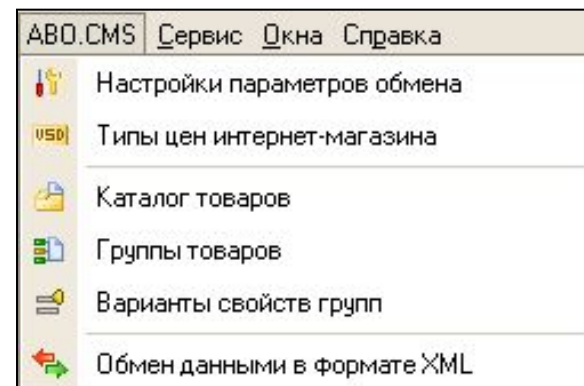 ABO.CMS Сервис Окна Справка
Настройки параметров обмена
USD Типы цен интернет-магазина
Каталог товаров
Группы товаров
Варианты свойств групп
Обмен данными в формате XML